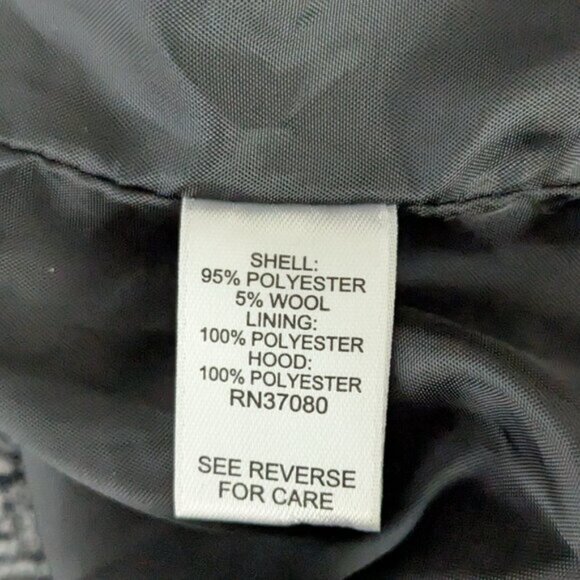 SHELL:
95% POLYESTER
5% WOOL
LINING:
100% POLYESTER
HOOD:
100% POLYESTER
RN37080
SEE REVERSE
FOR CARE